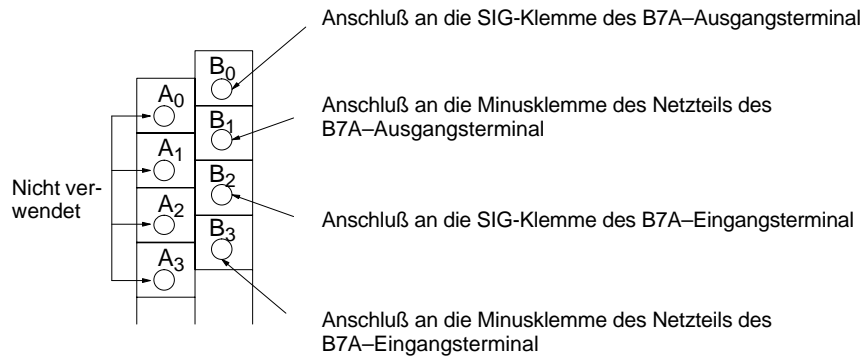 Anschluß an die SIG-Klemme des B7A–Ausgangsterminal
B0
A0
Anschluß an die Minusklemme des Netzteils des
B7A–Ausgangsterminal
B1
A1
Nicht ver-
wendet
B2
A2
Anschluß an die SIG-Klemme des B7A–Eingangsterminal
B3
A3
Anschluß an die Minusklemme des Netzteils des
B7A–Eingangsterminal